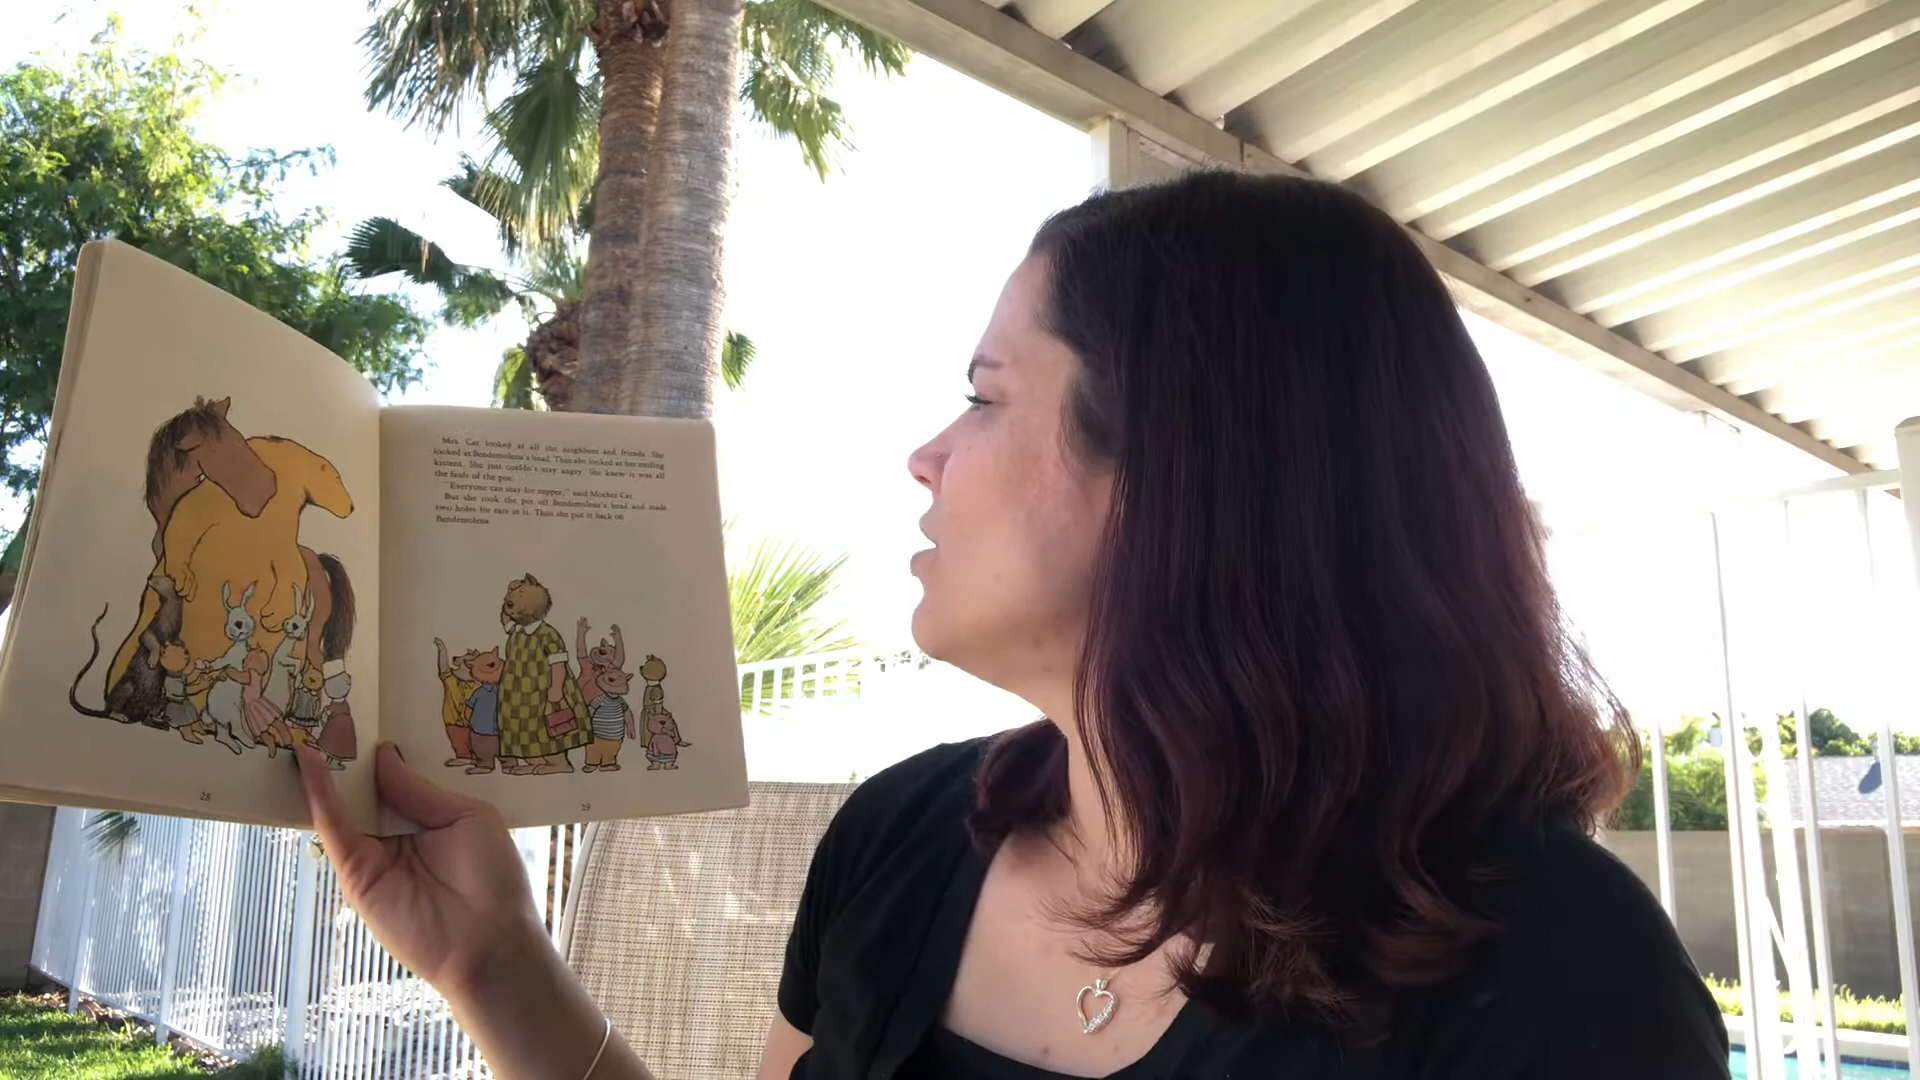 Mrs. Cat looked at all the neighbors and friends. She
looked at Bendemolena's head. Then she looked at her smiling
kittens. She just couldn't stay angry. She knew it was all
the fault of the pot.
"Everyone can stay for supper," said Mother Cat.
But she took the pot off Bendemolena's head and made
two holes for ears in it. Then she put it back on
Bendemolena.
28
29